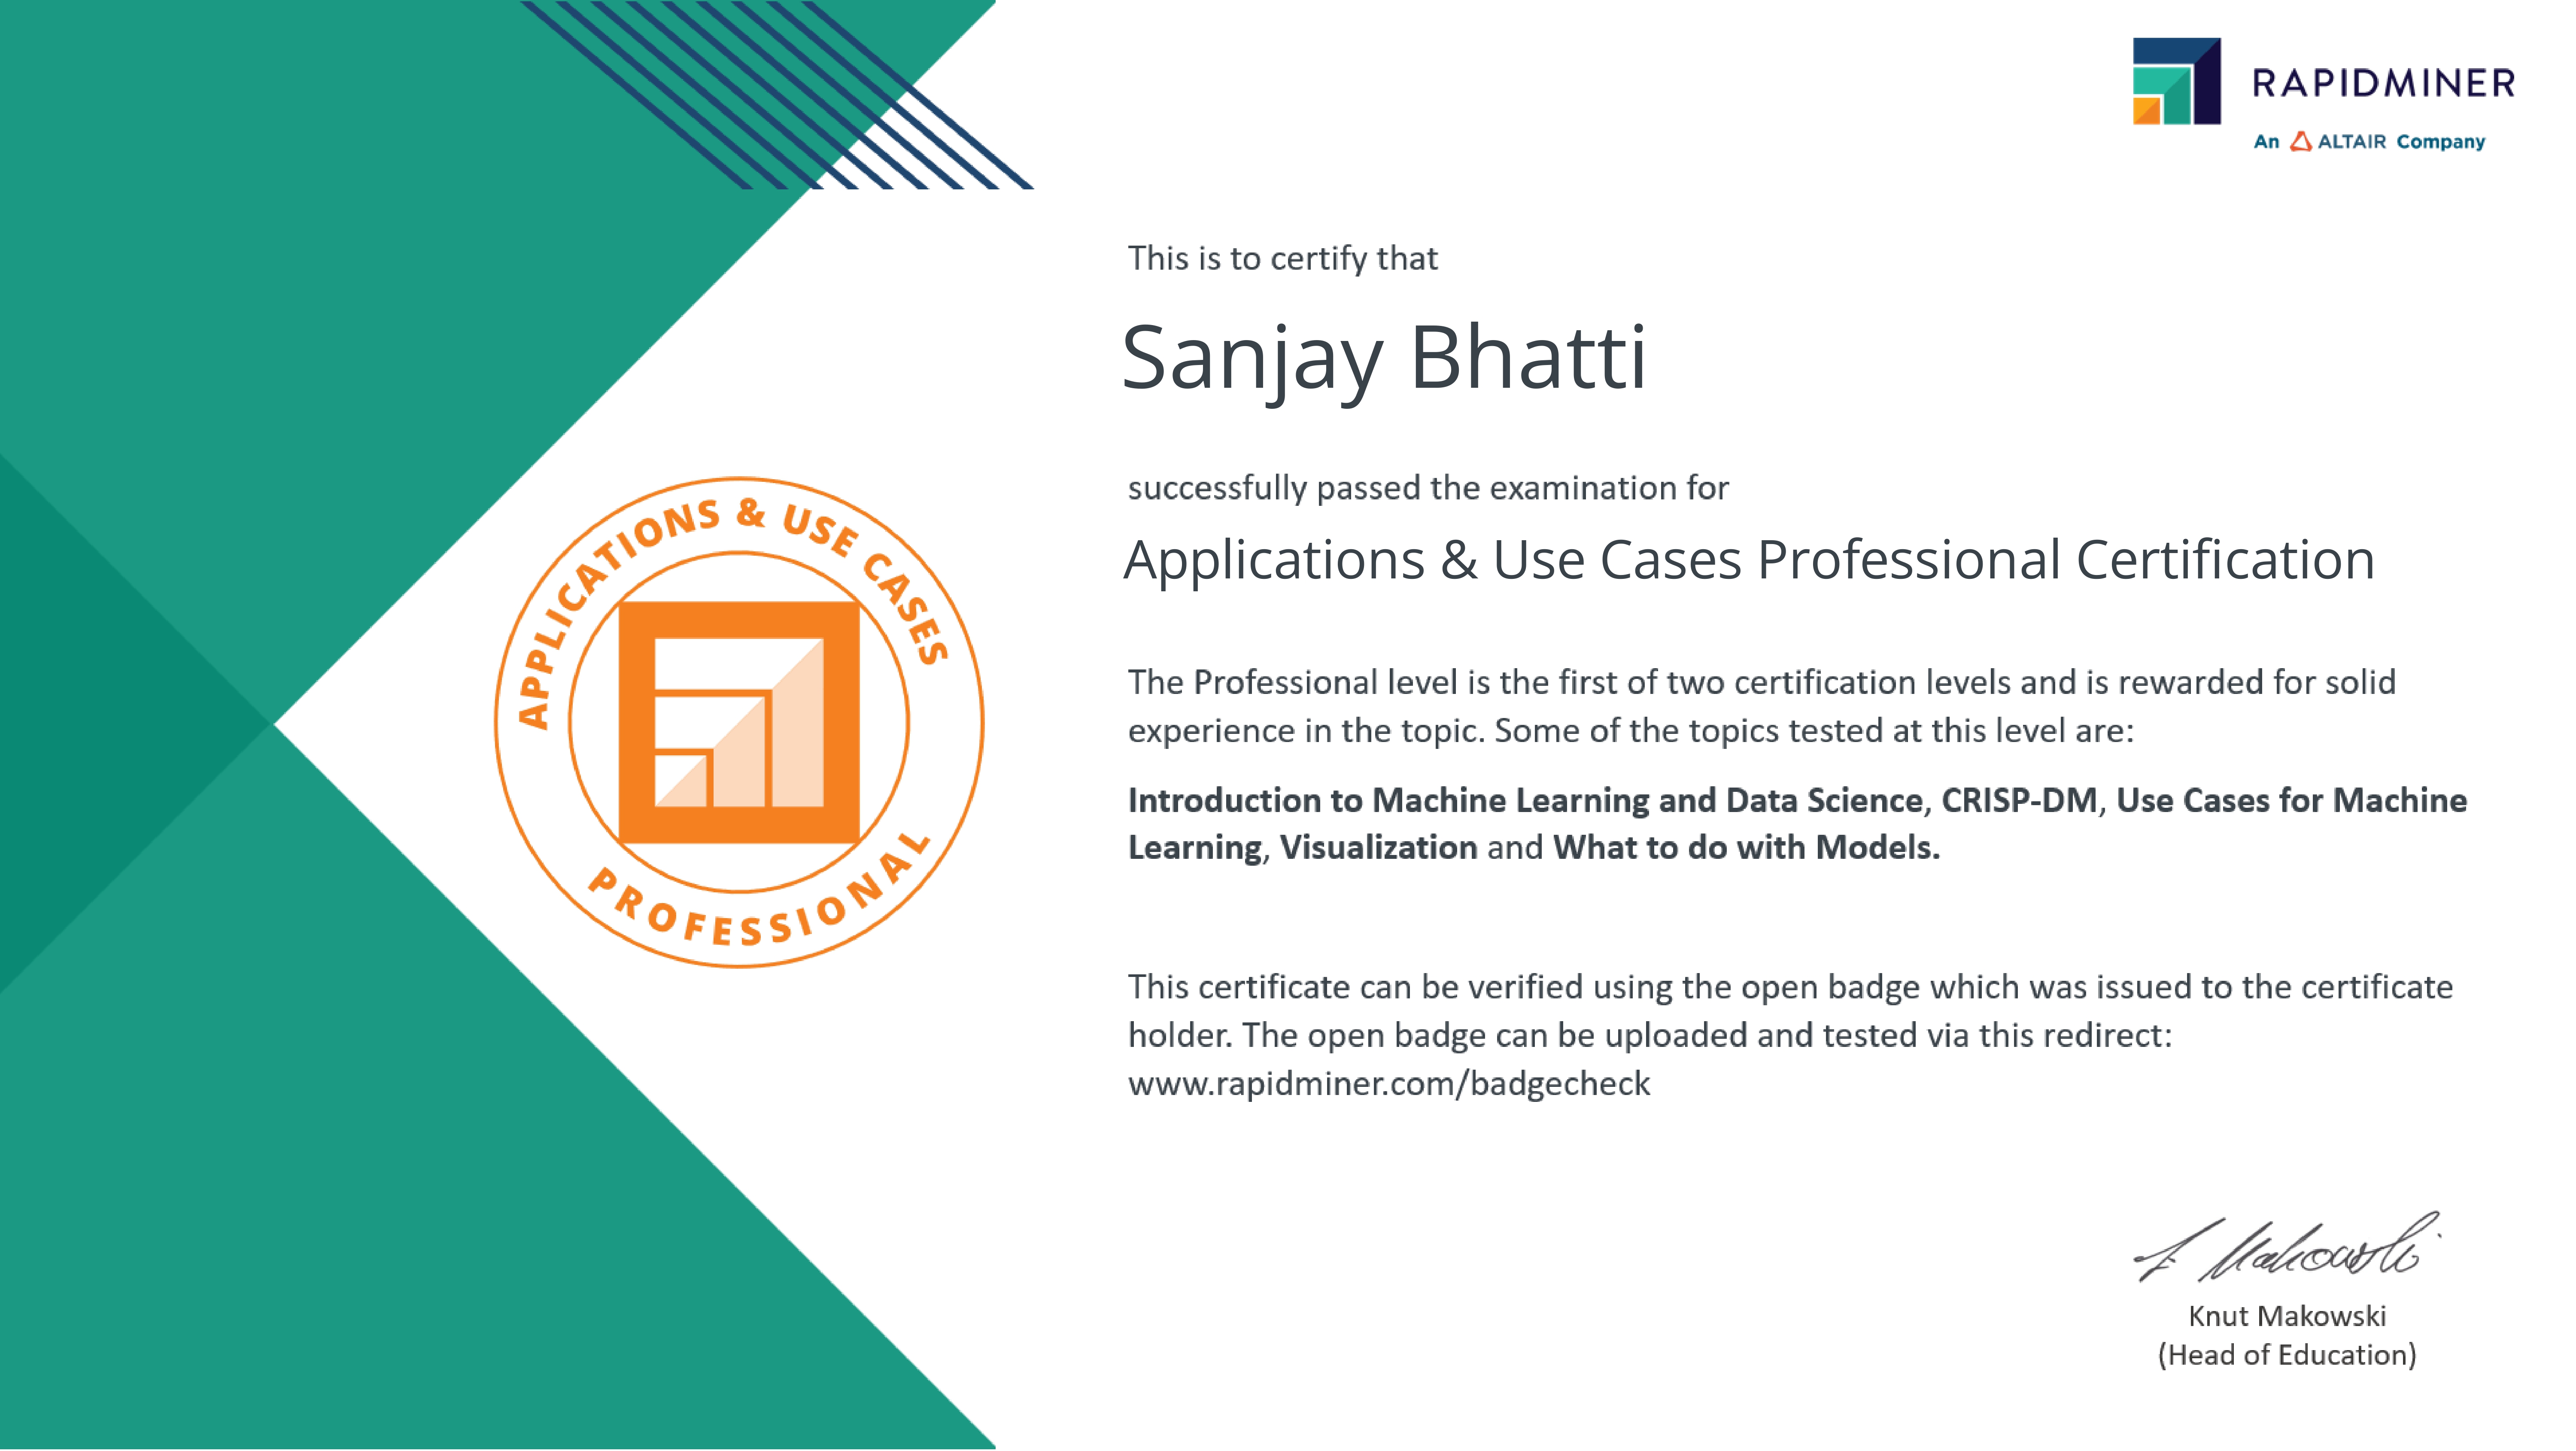 RAPIDMINER
An ALTAIR Company
This is to certify that
Sanjay Bhatti
successfully passed the examination for
Applications & Use Cases Professional Certification
APPLICATIONS & USE CASES
PROFESSIONAL
The Professional level is the first of two certification levels and is rewarded for solid
experience in the topic. Some of the topics tested at this level are:
Introduction to Machine Learning and Data Science, CRISP-DM, Use Cases for Machine
Learning, Visualization and What to do with Models.
This certificate can be verified using the open badge which was issued to the certificate
holder. The open badge can be uploaded and tested via this redirect:
www.rapidminer.com/badgecheck
Knut Makowski
(Head of Education)